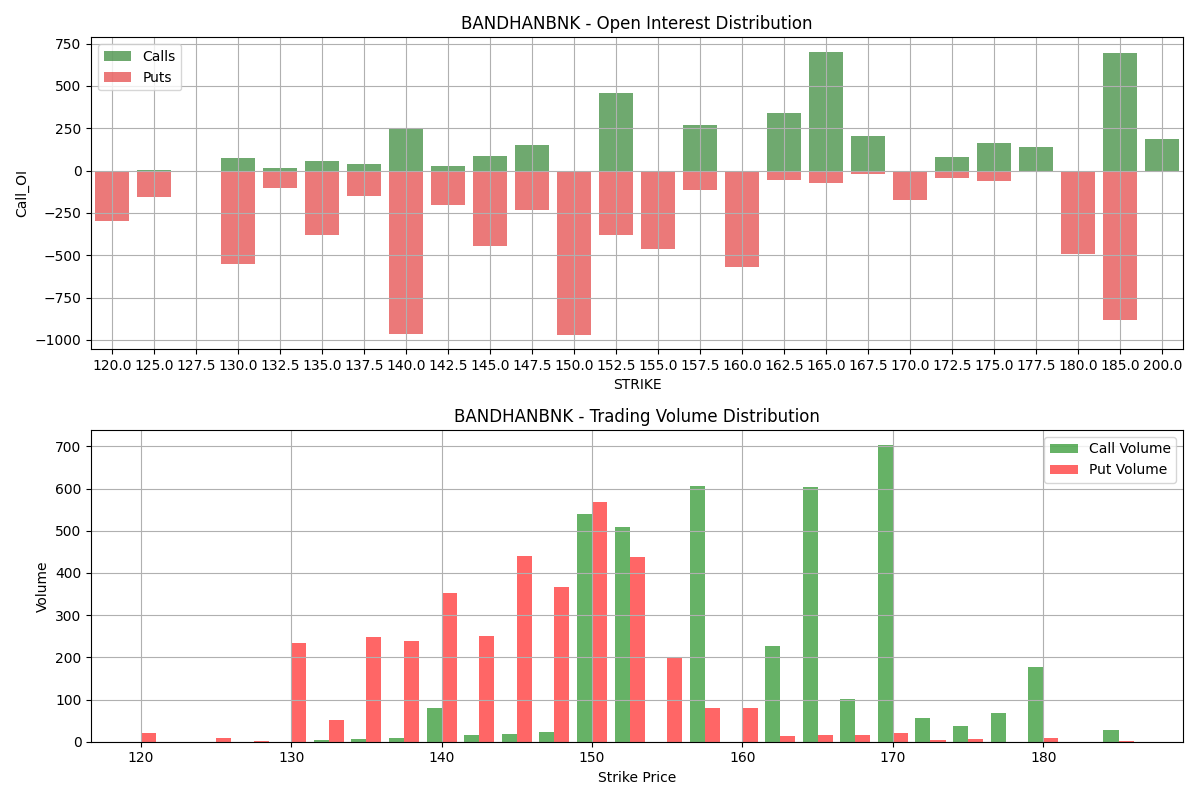 BANDHANBNK - Open Interest Distribution
Calls
Puts
750
500
250
0
−250
−500
−750
−1000
Call_OI
120.0 125.0 127.5 130.0 132.5 135.0 137.5 140.0 142.5 145.0 147.5 150.0 152.5 155.0 157.5 160.0 162.5 165.0 167.5 170.0 172.5 175.0 177.5 180.0 185.0 200.0
STRIKE
BANDHANBNK - Trading Volume Distribution
Call Volume
Put Volume
700
600
500
400
300
200
100
0
Volume
120 130 140 150 160 170 180
Strike Price